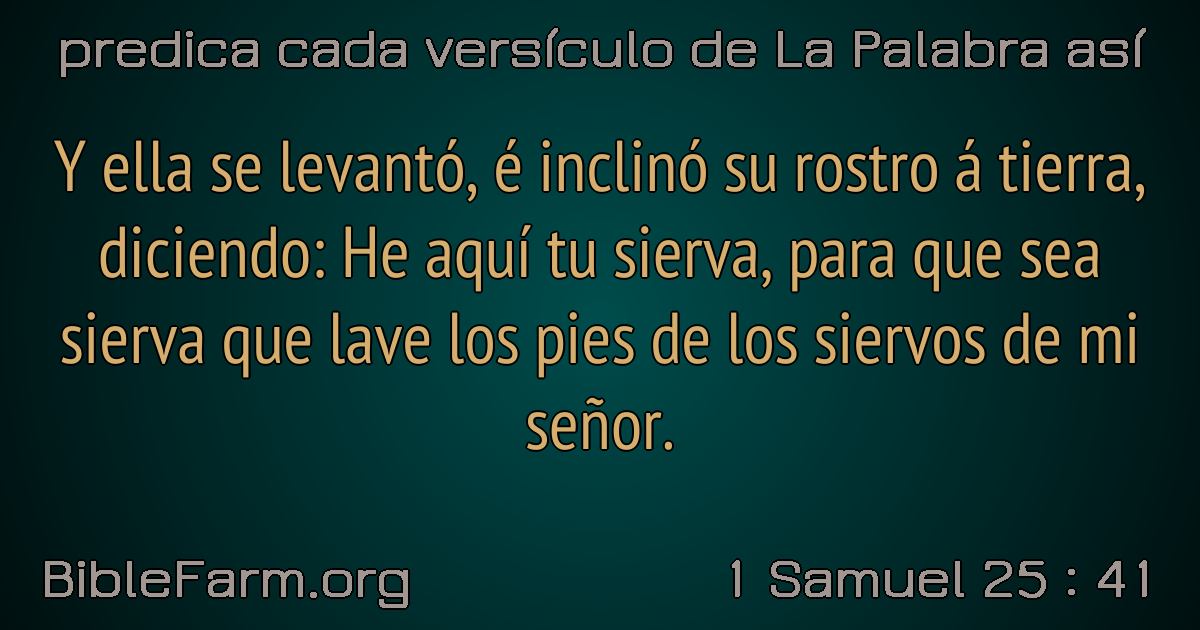 predica cada versículo de La Palabra así
Y ella se levantó, é inclinó su rostro á tierra,
diciendo: He aquí tu sierva, para que sea
sierva que lave los pies de los siervos de mi
señor.
BibleFarm.org
1 Samuel 25 : 41